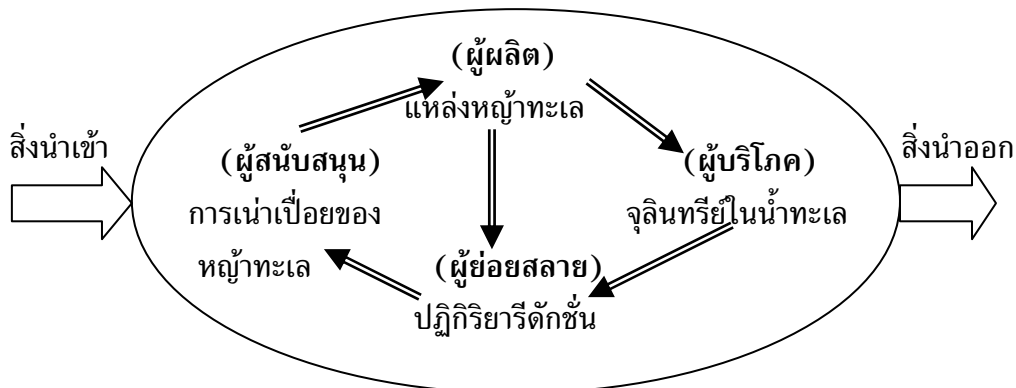 (ผู้ผลิต)
แหล่งหญ้าทะเล
สิ่งนำเข้า
(ผู้สนับสนุน)
การเน่าเปื่อยของ
หญ้าทะเล
(ผู้บริโภค)
จุลินทรีย์ในน้ำทะเล
สิ่งนำออก
(ผู้ย่อยสลาย)
ปฏิกิริยารีดักชั่น